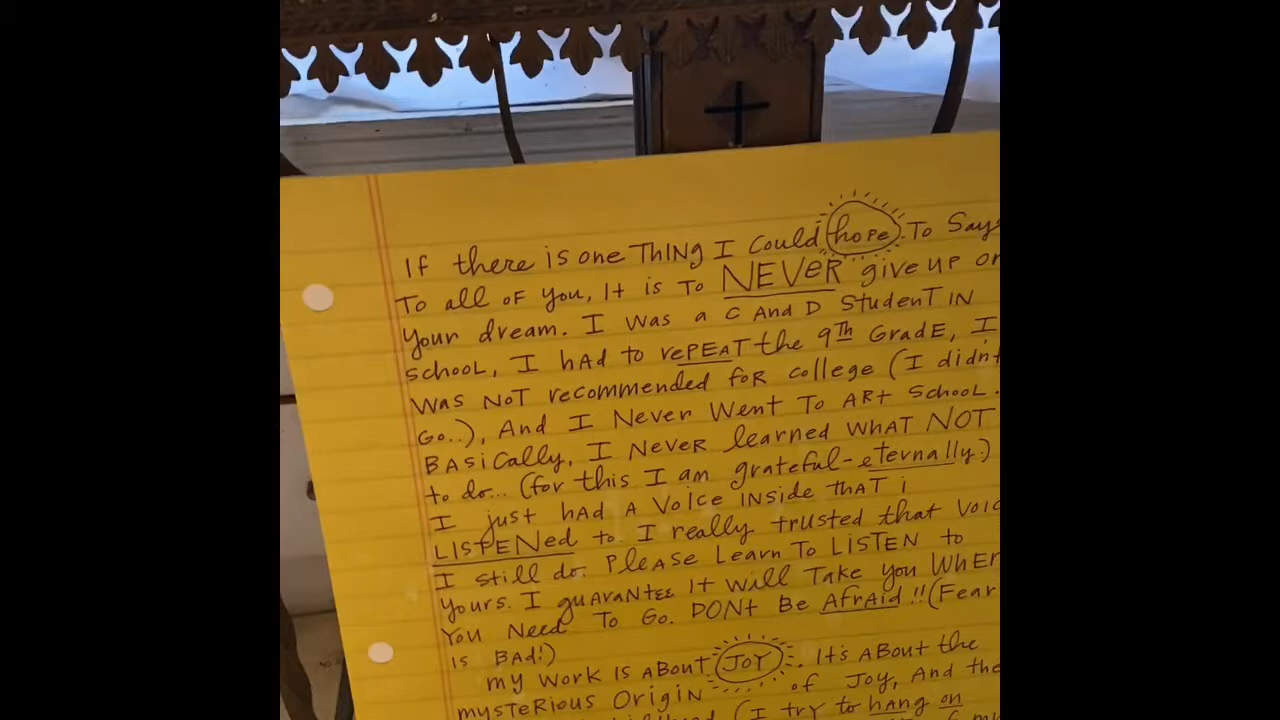 If there is one THING I Could hope To Say
To all OF you, It is To NEVER give up on
Your dream. I Was a C And D Student IN
School, I had to rePEAT the 9TH GradE, I
Was NoT recommended foR college (I didn't
Go..), And I Never Went To ARt School.
BASiCally, I NeveR learned WHAT NOT
to do... (for this I am grateful-eternally.)
I just hAd A Voice INSide thAT i
LISTENed to. I really trusted that
I still do. Please Learn To LISTEN to
yours. I guaraNtEE It will Take you
You Need To Go. DONt Be AfrAid!! (Fear
is BAd!)
my Work Is ABout JOY. It's ABout the
mysTeRious ORigin of Joy, And the
(I try to hang on